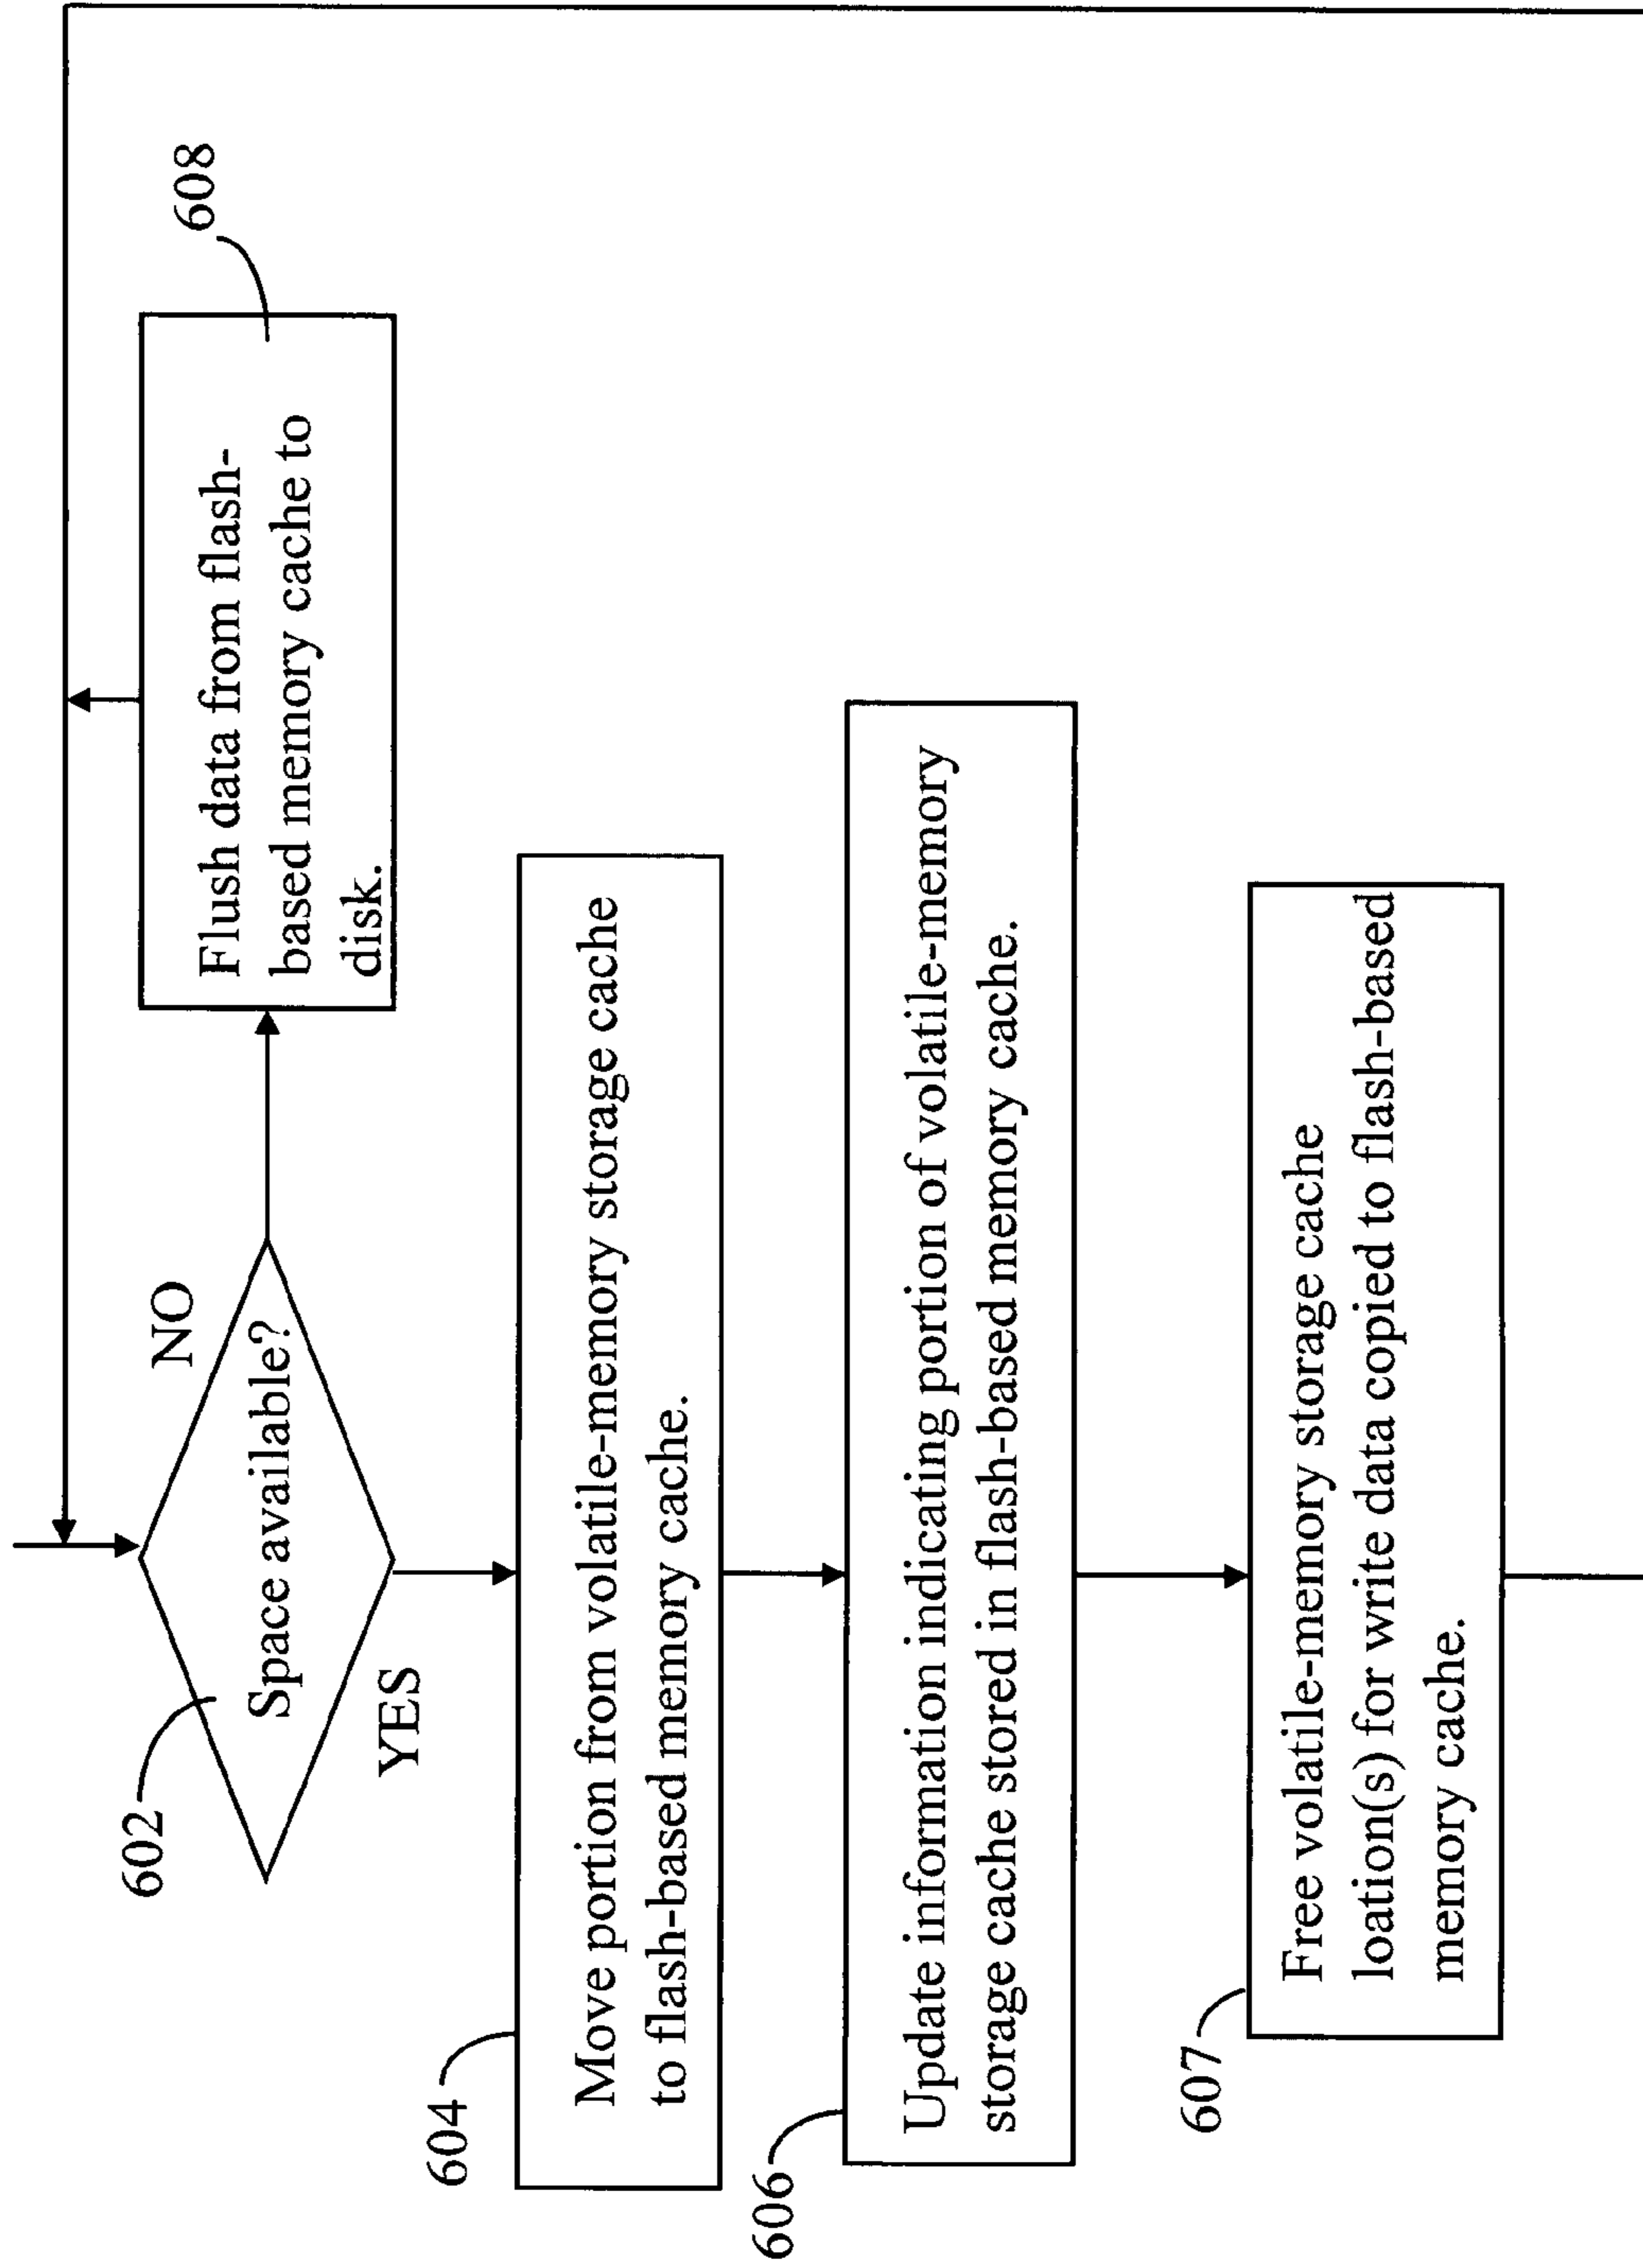 602
Space available?
NO
YES
608
Flush data from flash-
based memory cache to
disk.
604
Move portion from volatile-memory storage cache
to flash-based memory cache.
606
Update information indicating portion of volatile-memory
storage cache stored in flash-based memory cache.
607
Free volatile-memory storage cache
loation(s) for write data copied to flash-based
memory cache.